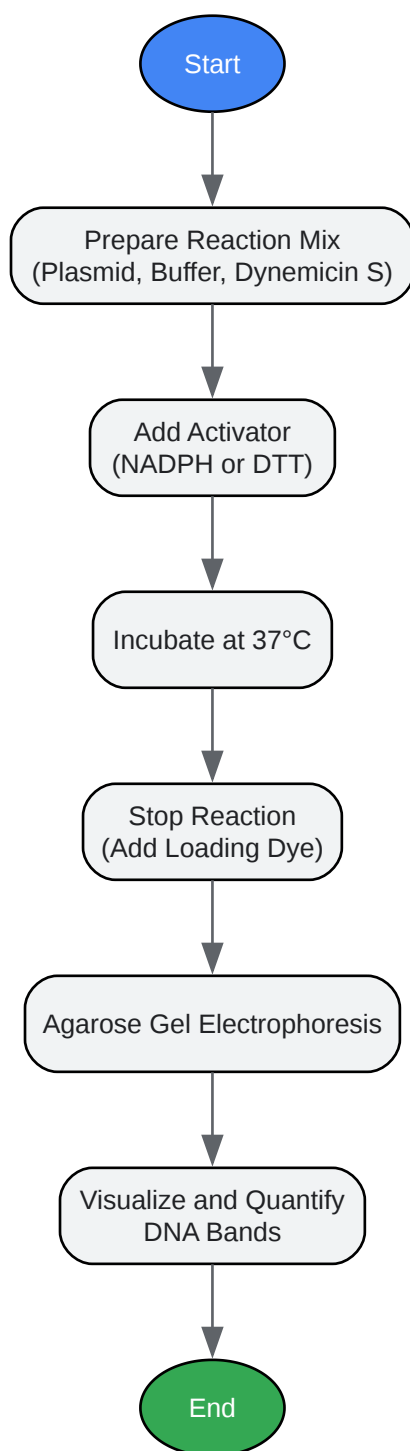 Start
Prepare Reaction Mix
(Plasmid, Buffer, Dynemicin S)
Add Activator
(NADPH or DTT)
Incubate at 37°C
Stop Reaction
(Add Loading Dye)
Agarose Gel Electrophoresis
Visualize and Quantify
DNA Bands
End